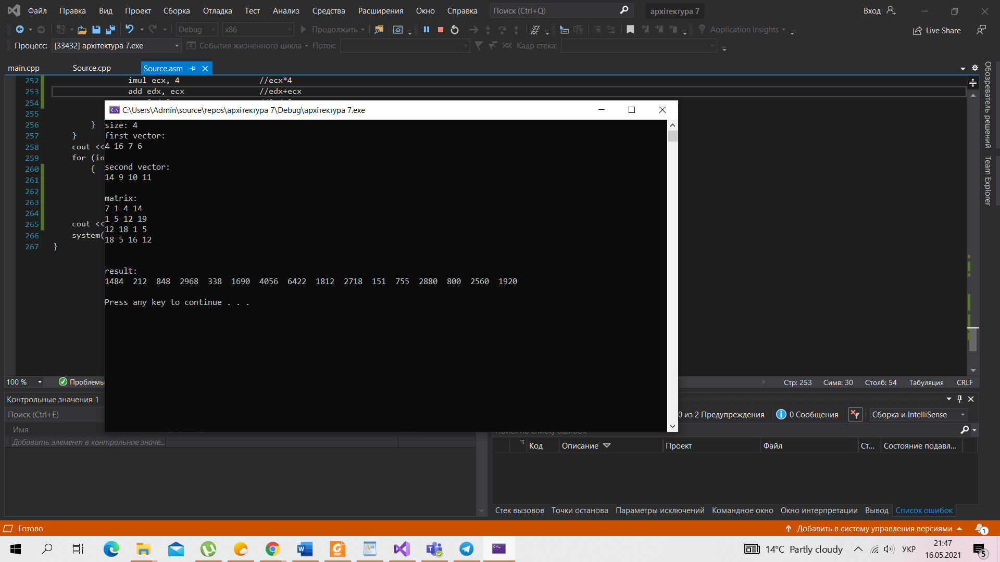 Файл Правка Вид Проект Сборка Отладка Тест Анализ Средства Расширения Окно Справка Поиск (Ctrl+Q) архітектура 7 Вход
Debug x86 Продолжить Application Insights Live Share
Процесс: [33432] архітектура 7.exe События жизненного цикла Поток: Кадр стека:
main.cpp Source.cpp Source.asm
252 imul ecx, 4 //ecx*4
253 add edx, ecx //edx+ecx
254
255
256 }
257 }
258 cout <<
259 for (in
260 {
261
262
263
264
265 cout <<
266 system(
267 }
C:\Users\Admin\source\repos\архітектура 7\Debug\архітектура 7.exe
size: 4
first vector:
4 16 7 6
second vector:
14 9 10 11
matrix:
7 1 4 14
1 5 12 19
12 18 1 5
18 5 16 12
result:
1484 212 848 2968 338 1690 4056 6422 1812 2718 151 755 2880 800 2560 1920
Press any key to continue . . .
Обозреватель решений
Team Explorer
100 % Проблемы Стр: 253 Симв: 30 Столб: 54 Табуляция CRLF
Контрольные значения 1
Поиск (Ctrl+E)
Имя
Добавить элемент в контрольное значе...
0 из 2 Предупреждения 0 Сообщения Сборка и IntelliSense
Код Описание Проект Файл Ст... Состояние подавл...
Стек вызовов Точки останова Параметры исключений Командное окно Окно интерпретации Вывод Список ошибок
Готово Добавить в систему управления версиями 1
14°C Partly cloudy УКР 21:47
16.05.2021 5